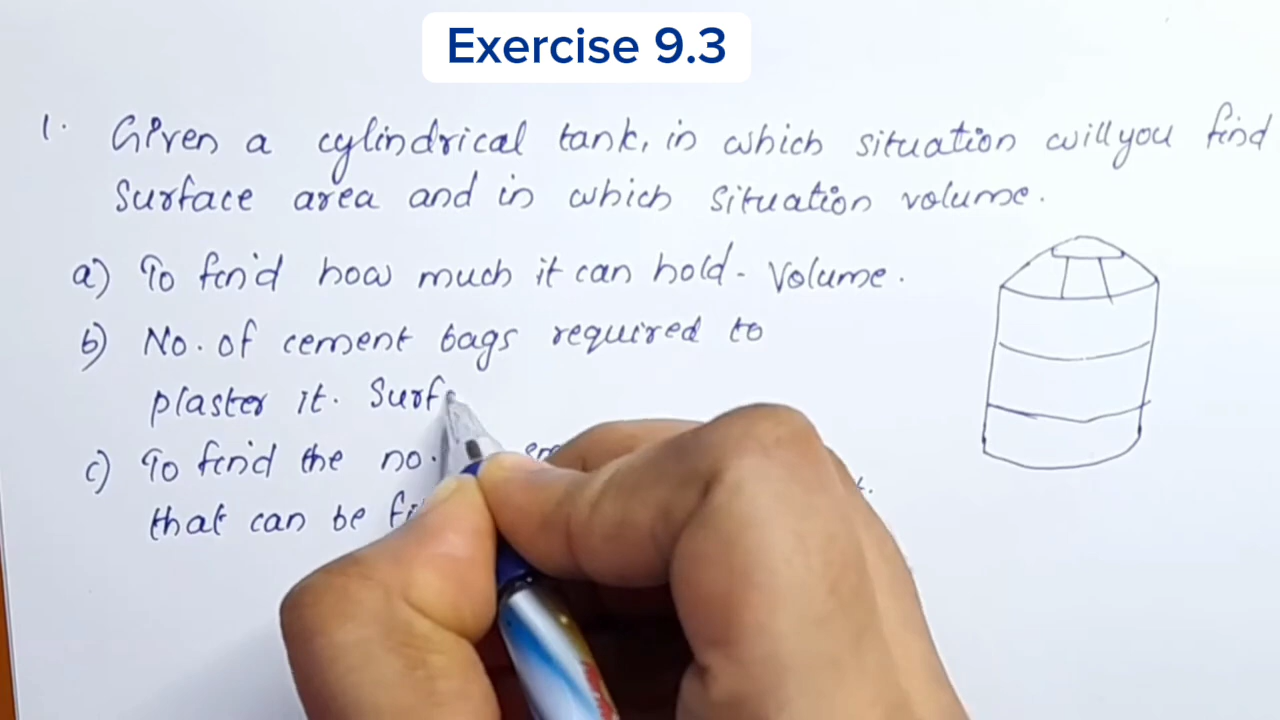 Exercise 9.3
1. Given a cylindrical tank, in which situation will you find
surface area and in which situation volume.
a) To find how much it can hold - Volume.
b) No. of cement bags required to
plaster it. Surf
c) To find the no.
that can be